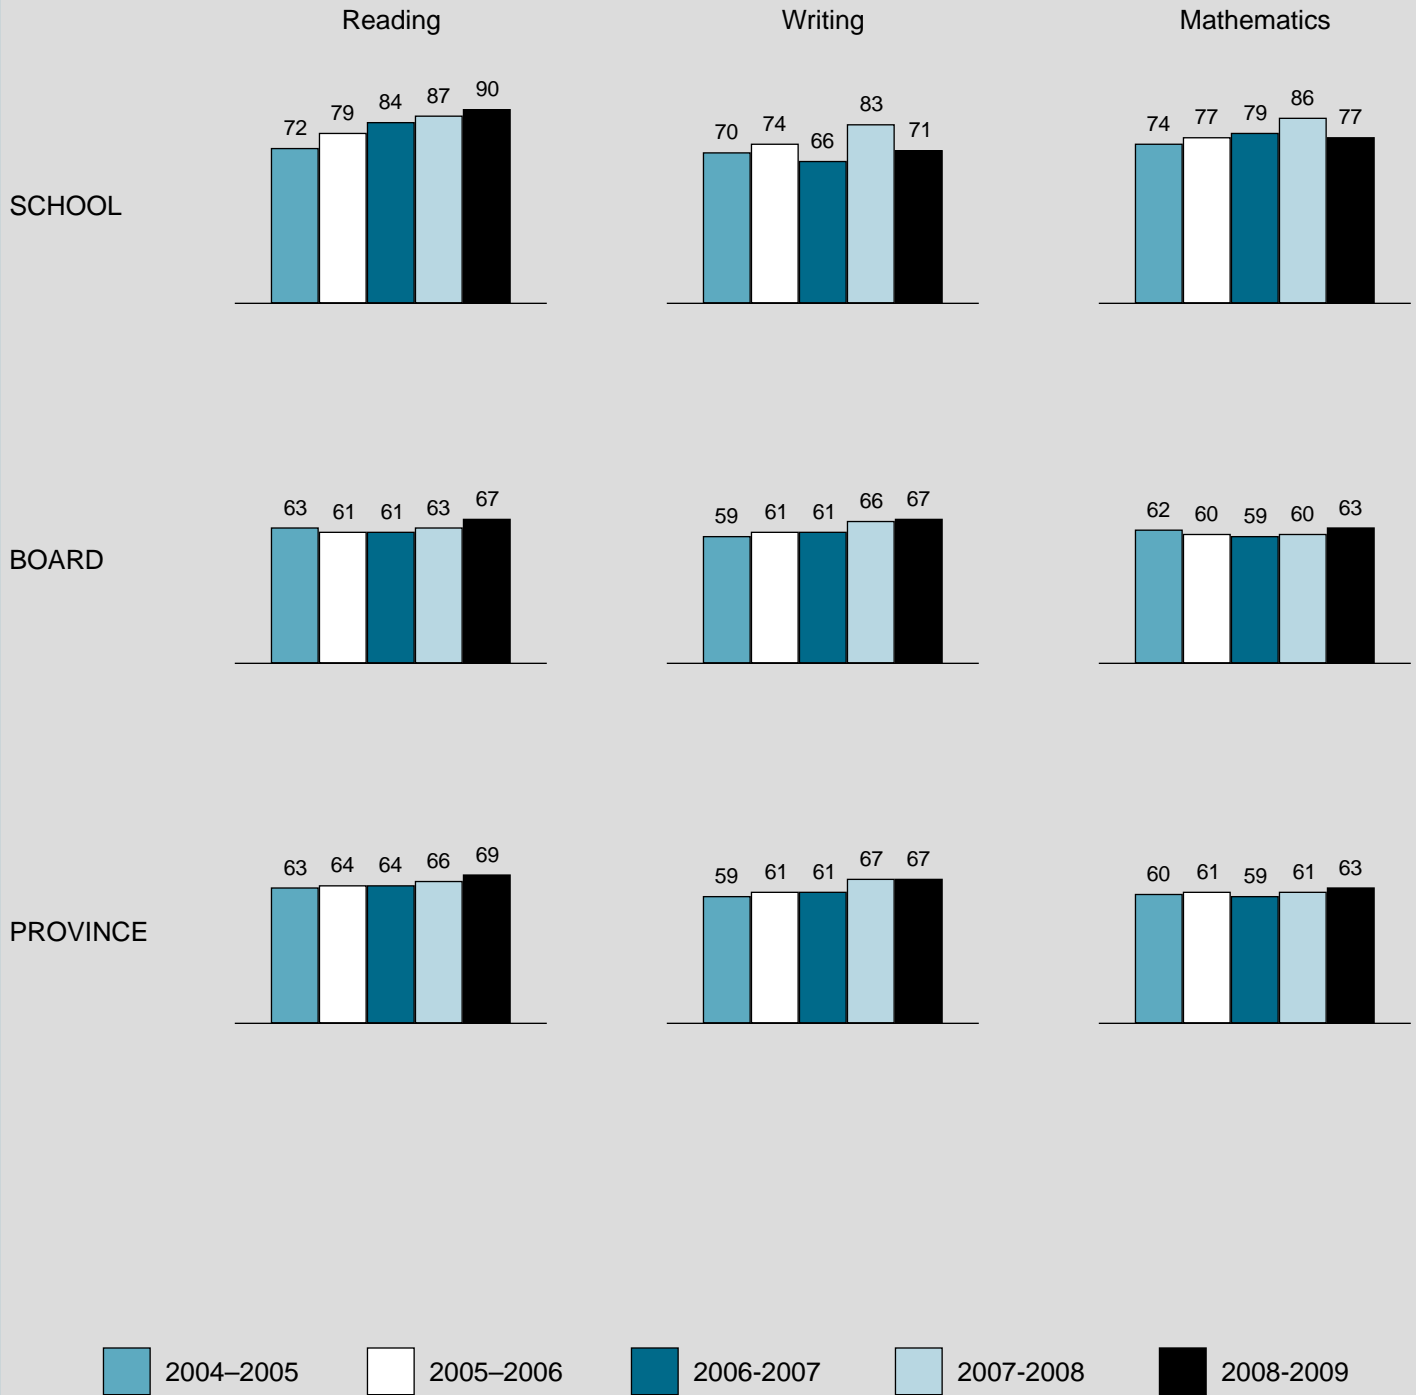 Reading Writing Mathematics
SCHOOL
72 79 84 87 90
70 74 66 83 71
74 77 79 86 77
BOARD
63 61 61 63 67
59 61 61 66 67
62 60 59 60 63
PROVINCE
63 64 64 66 69
59 61 61 67 67
60 61 59 61 63
2004–2005 2005–2006 2006-2007 2007-2008 2008-2009